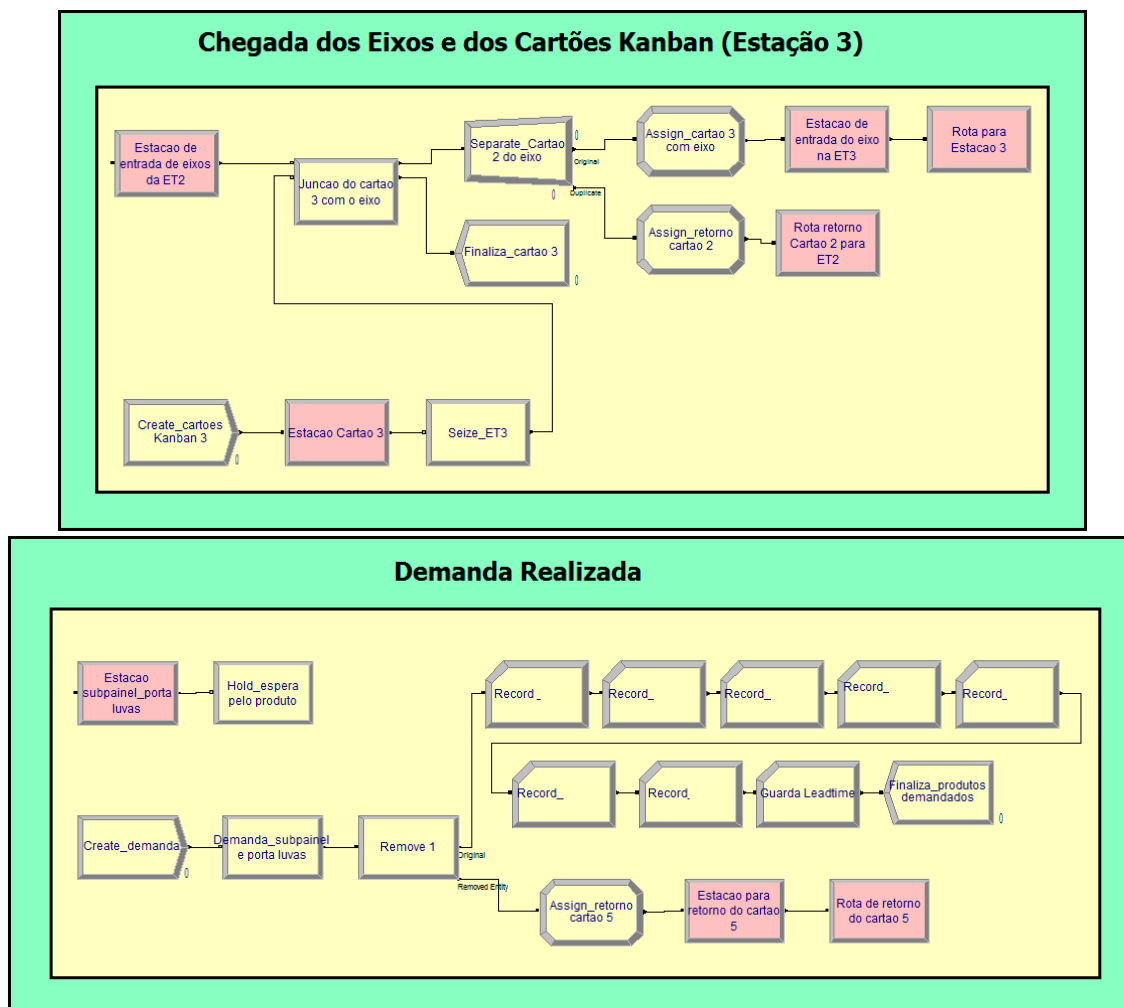 Chegada dos Eixos e dos Cartões Kanban (Estação 3)
Estacao de
entrada de eixos
da ET2
Juncao do cartao
3 com o eixo
Separate_Cartao
2 do eixo
Original
Duplicate
Assign_cartao 3
com eixo
Estacao de
entrada do eixo
na ET3
Rota para
Estacao 3
Finaliza_cartao 3
Assign_retorno
cartao 2
Rota retorno
Cartao 2 para
ET2
Create_cartoes
Kanban 3
Estacao Cartao 3
Seize_ET3
Demanda Realizada
Estacao
subpainel_porta
luvas
Hold_espera
pelo produto
Record_
Record_
Record_
Record_
Record_
Record_
Record_
Guarda Leadtime
Finaliza_produtos
demandados
Create_demanda
Demanda_subpainel
e porta luvas
Remove 1
Original
Removed Entity
Assign_retorno
cartao 5
Estacao para
retorno do cartao
5
Rota de retorno
do cartao 5